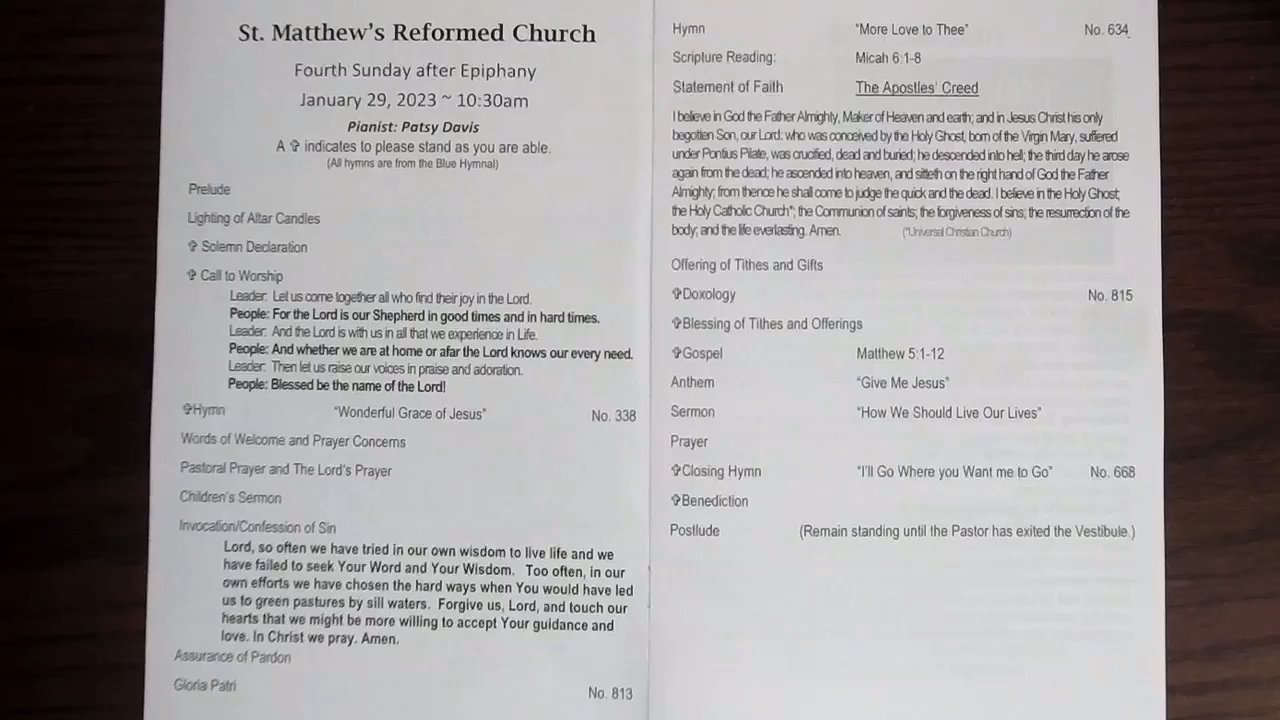 St. Matthew's Reformed Church
Fourth Sunday after Epiphany
January 29, 2023 ~ 10:30am
Pianist: Patsy Davis
A ✞ indicates to please stand as you are able.
(All hymns are from the Blue Hymnal)
Prelude
Lighting of Altar Candles
✞ Solemn Declaration
✞ Call to Worship
Leader: Let us come together all who find their joy in the Lord.
People: For the Lord is our Shepherd in good times and in hard times.
Leader: And the Lord is with us in all that we experience in Life.
People: And whether we are at home or afar the Lord knows our every need.
Leader: Then let us raise our voices in praise and adoration.
People: Blessed be the name of the Lord!
✞Hymn "Wonderful Grace of Jesus" No. 338
Words of Welcome and Prayer Concerns
Pastoral Prayer and The Lord's Prayer
Children's Sermon
Invocation/Confession of Sin
Lord, so often we have tried in our own wisdom to live life and we
have failed to seek Your Word and Your Wisdom. Too often, in our
own efforts we have chosen the hard ways when You would have led
us to green pastures by sill waters. Forgive us, Lord, and touch our
hearts that we might be more willing to accept Your guidance and
love. In Christ we pray. Amen.
Assurance of Pardon
Gloria Patri No. 813
Hymn "More Love to Thee" No. 634
Scripture Reading: Micah 6:1-8
Statement of Faith The Apostles' Creed
I believe in God the Father Almighty, Maker of Heaven and earth; and in Jesus Christ his only
begotten Son, our Lord: who was conceived by the Holy Ghost, born of the Virgin Mary, suffered
under Pontius Pilate, was crucified, dead and buried; he descended into hell; the third day he arose
again from the dead; he ascended into heaven, and sitteth on the right hand of God the Father
Almighty; from thence he shall come to judge the quick and the dead. I believe in the Holy Ghost;
the Holy Catholic Church*; the Communion of saints; the forgiveness of sins; the resurrection of the
body; and the life everlasting. Amen. (*Universal Christian Church)
Offering of Tithes and Gifts
✞Doxology No. 815
✞Blessing of Tithes and Offerings
✞Gospel Matthew 5:1-12
Anthem "Give Me Jesus"
Sermon "How We Should Live Our Lives"
Prayer
✞Closing Hymn "I'll Go Where you Want me to Go" No. 668
✞Benediction
Postlude (Remain standing until the Pastor has exited the Vestibule.)